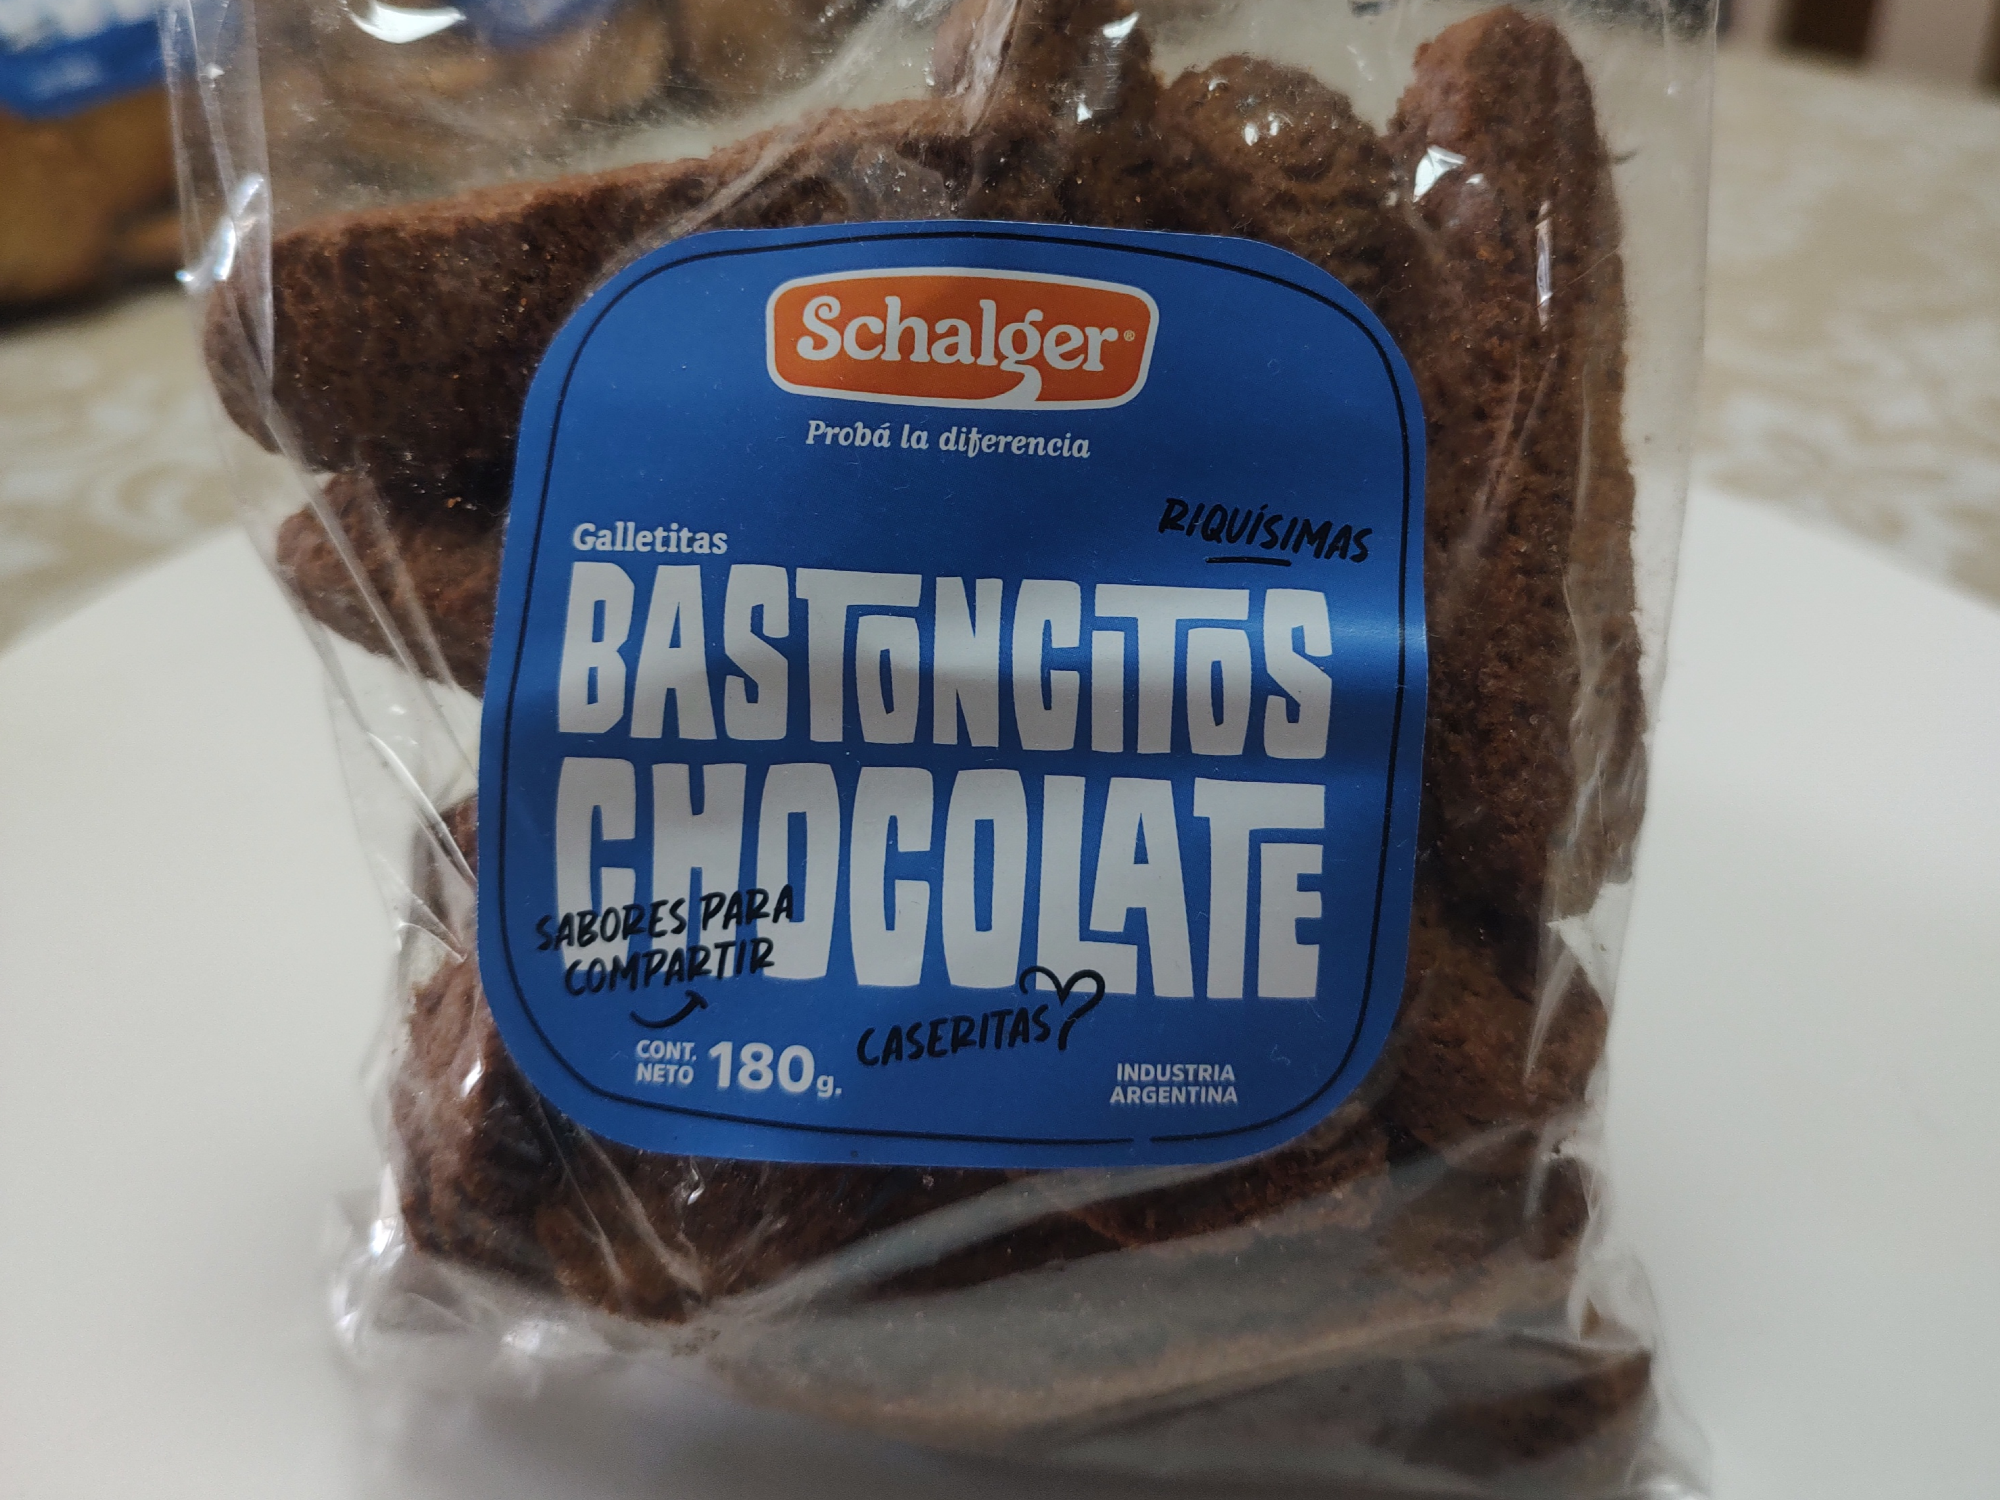 Schalger®
Probá la diferencia
RIQUÍSIMAS
Galletitas
BASTONCITOS
CHOCOLATE
SABORES PARA
COMPARTIR
CASERITAS
CONT.
NETO 180g.
INDUSTRIA
ARGENTINA